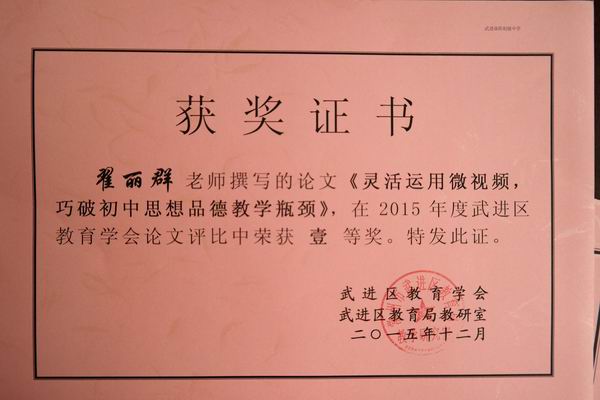 获奖证书
翟丽群老师撰写的论文《灵活运用微视频，
巧破初中思想品德教学瓶颈》，在 2015 年度武进区
教育学会论文评比中荣获 壹 等奖。特发此证。
武进区教育学会
武进区教育局教研室
二〇一五年十二月